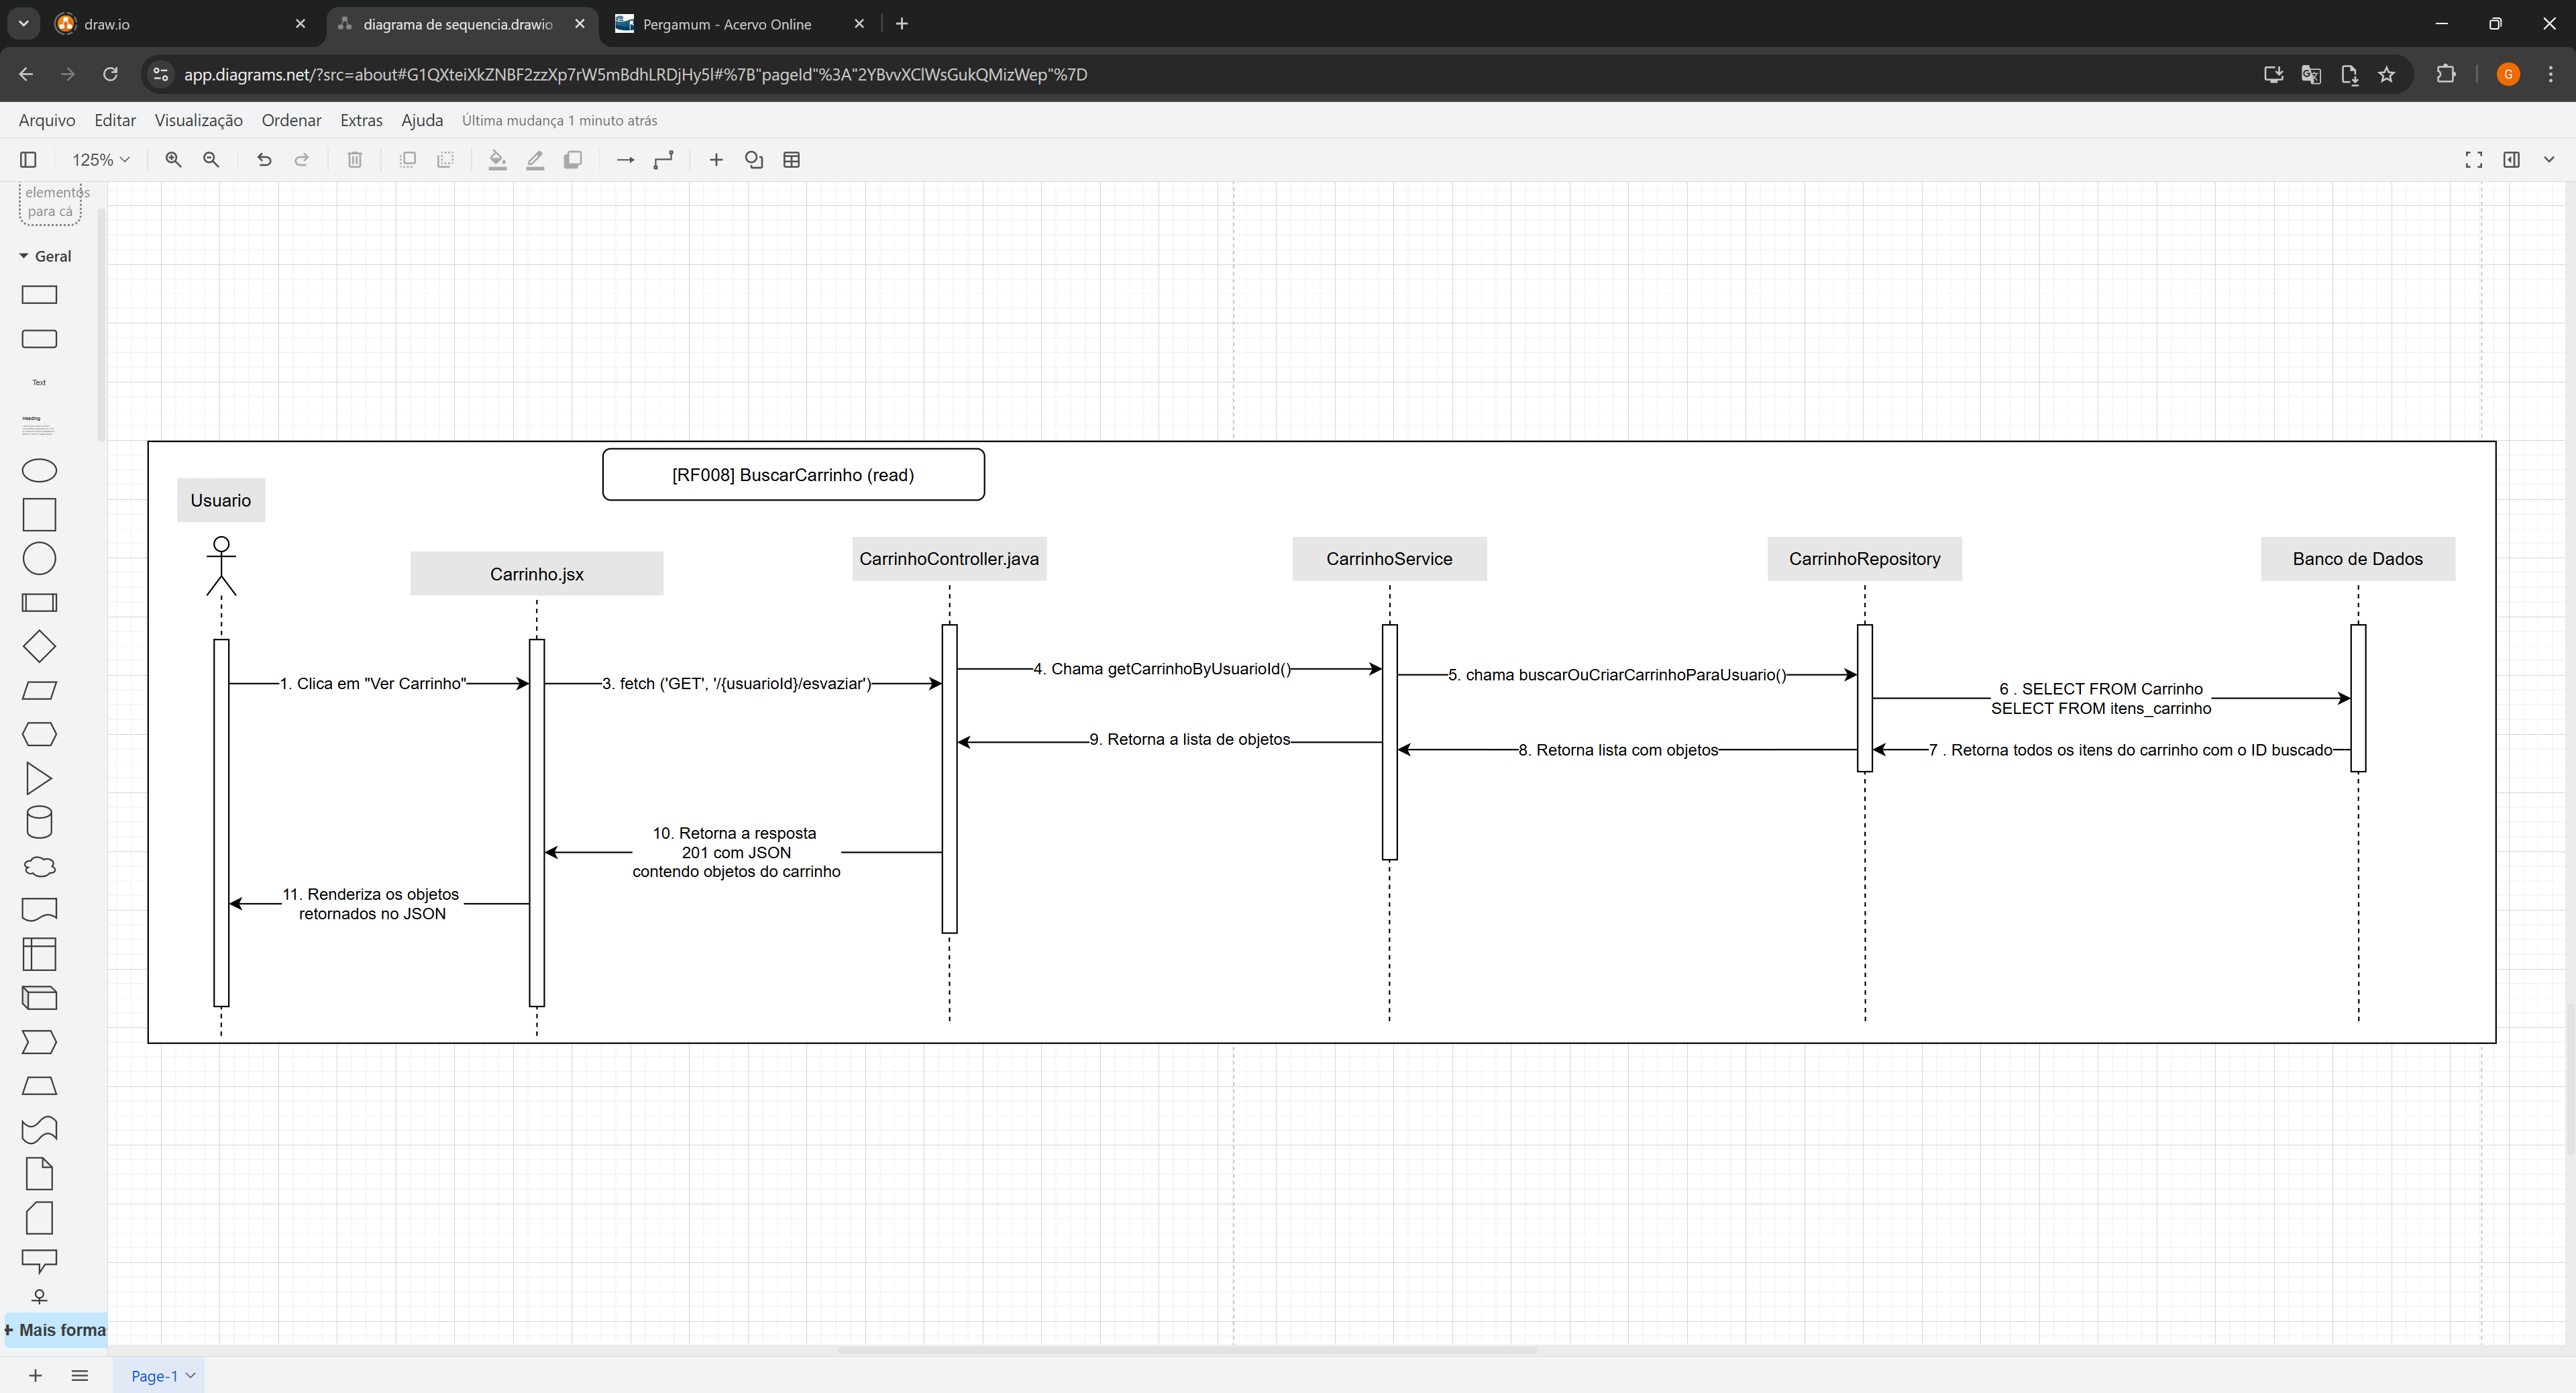 draw.io
diagrama de sequencia.drawio
Pergamum - Acervo Online
app.diagrams.net/?src=about#G1QXteiXkZNBF2zzXp7rW5mBdhLRDjHy5l#%7B"pageId"%3A"2YBvvXClWsGukQMizWep"%7D
G
Arquivo Editar Visualização Ordenar Extras Ajuda Última mudança 1 minuto atrás
125%
elementos
para cá
Geral
Text
Heading
[RF008] BuscarCarrinho (read)
Usuario
Carrinho.jsx
CarrinhoController.java
CarrinhoService
CarrinhoRepository
Banco de Dados
1. Clica em "Ver Carrinho"
3. fetch ('GET', '/{usuarioId}/esvaziar')
4. Chama getCarrinhoByUsuarioId()
5. chama buscarOuCriarCarrinhoParaUsuario()
6 . SELECT FROM Carrinho
SELECT FROM itens_carrinho
9. Retorna a lista de objetos
8. Retorna lista com objetos
7 . Retorna todos os itens do carrinho com o ID buscado
10. Retorna a resposta
201 com JSON
contendo objetos do carrinho
11. Renderiza os objetos
retornados no JSON
+ Mais forma
Page-1